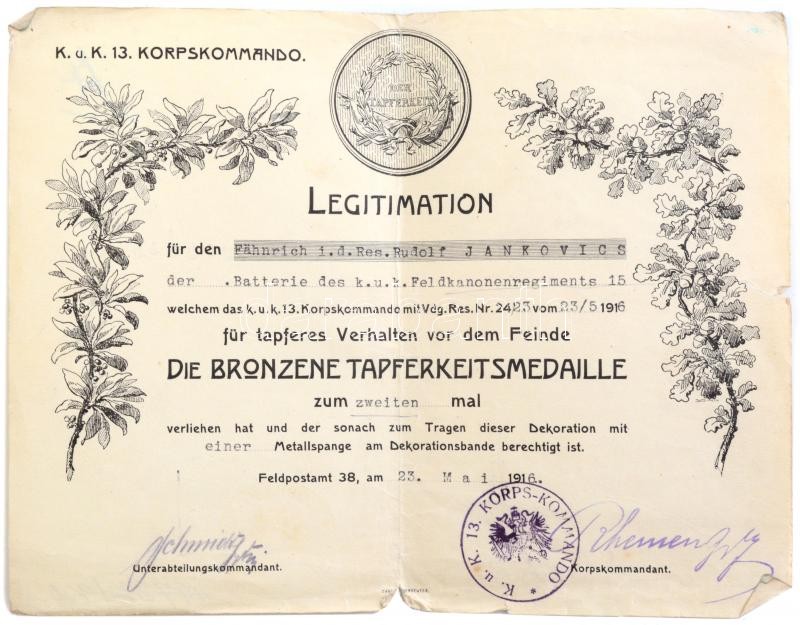 K. u. K. 13. KORPSKOMMANDO.
DER
TAPFERKEIT
LEGITIMATION
für den Fähnrich i.d.Res.Rudolf JANKOVICS
der .Batterie des k.u.k.Feldkanonenregiments 15
welchem das k.u.k.13. Korpskommando mit Vdg.Res.Nr.2423 vom 23/5 1916
für tapferes Verhalten vor dem Feinde
DIE BRONZENE TAPFERKEITSMEDAILLE
zum zweiten mal
verliehen hat und der sonach zum Tragen dieser Dekoration mit
einer Metallspange am Dekorationsbande berechtigt ist.
Feldpostamt 38, am 23. Mai 1916.
K. u. K. 13. KORPS-KOMMANDO *
Rhemen
Unterabteilungskommandant.
Korpskommandant.